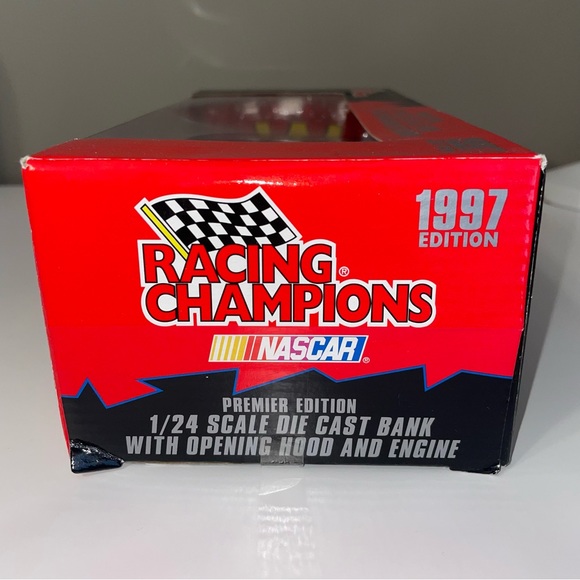 1997
EDITION
RACING®
CHAMPIONS
NASCAR®
PREMIER EDITION
1/24 SCALE DIE CAST BANK
WITH OPENING HOOD AND ENGINE